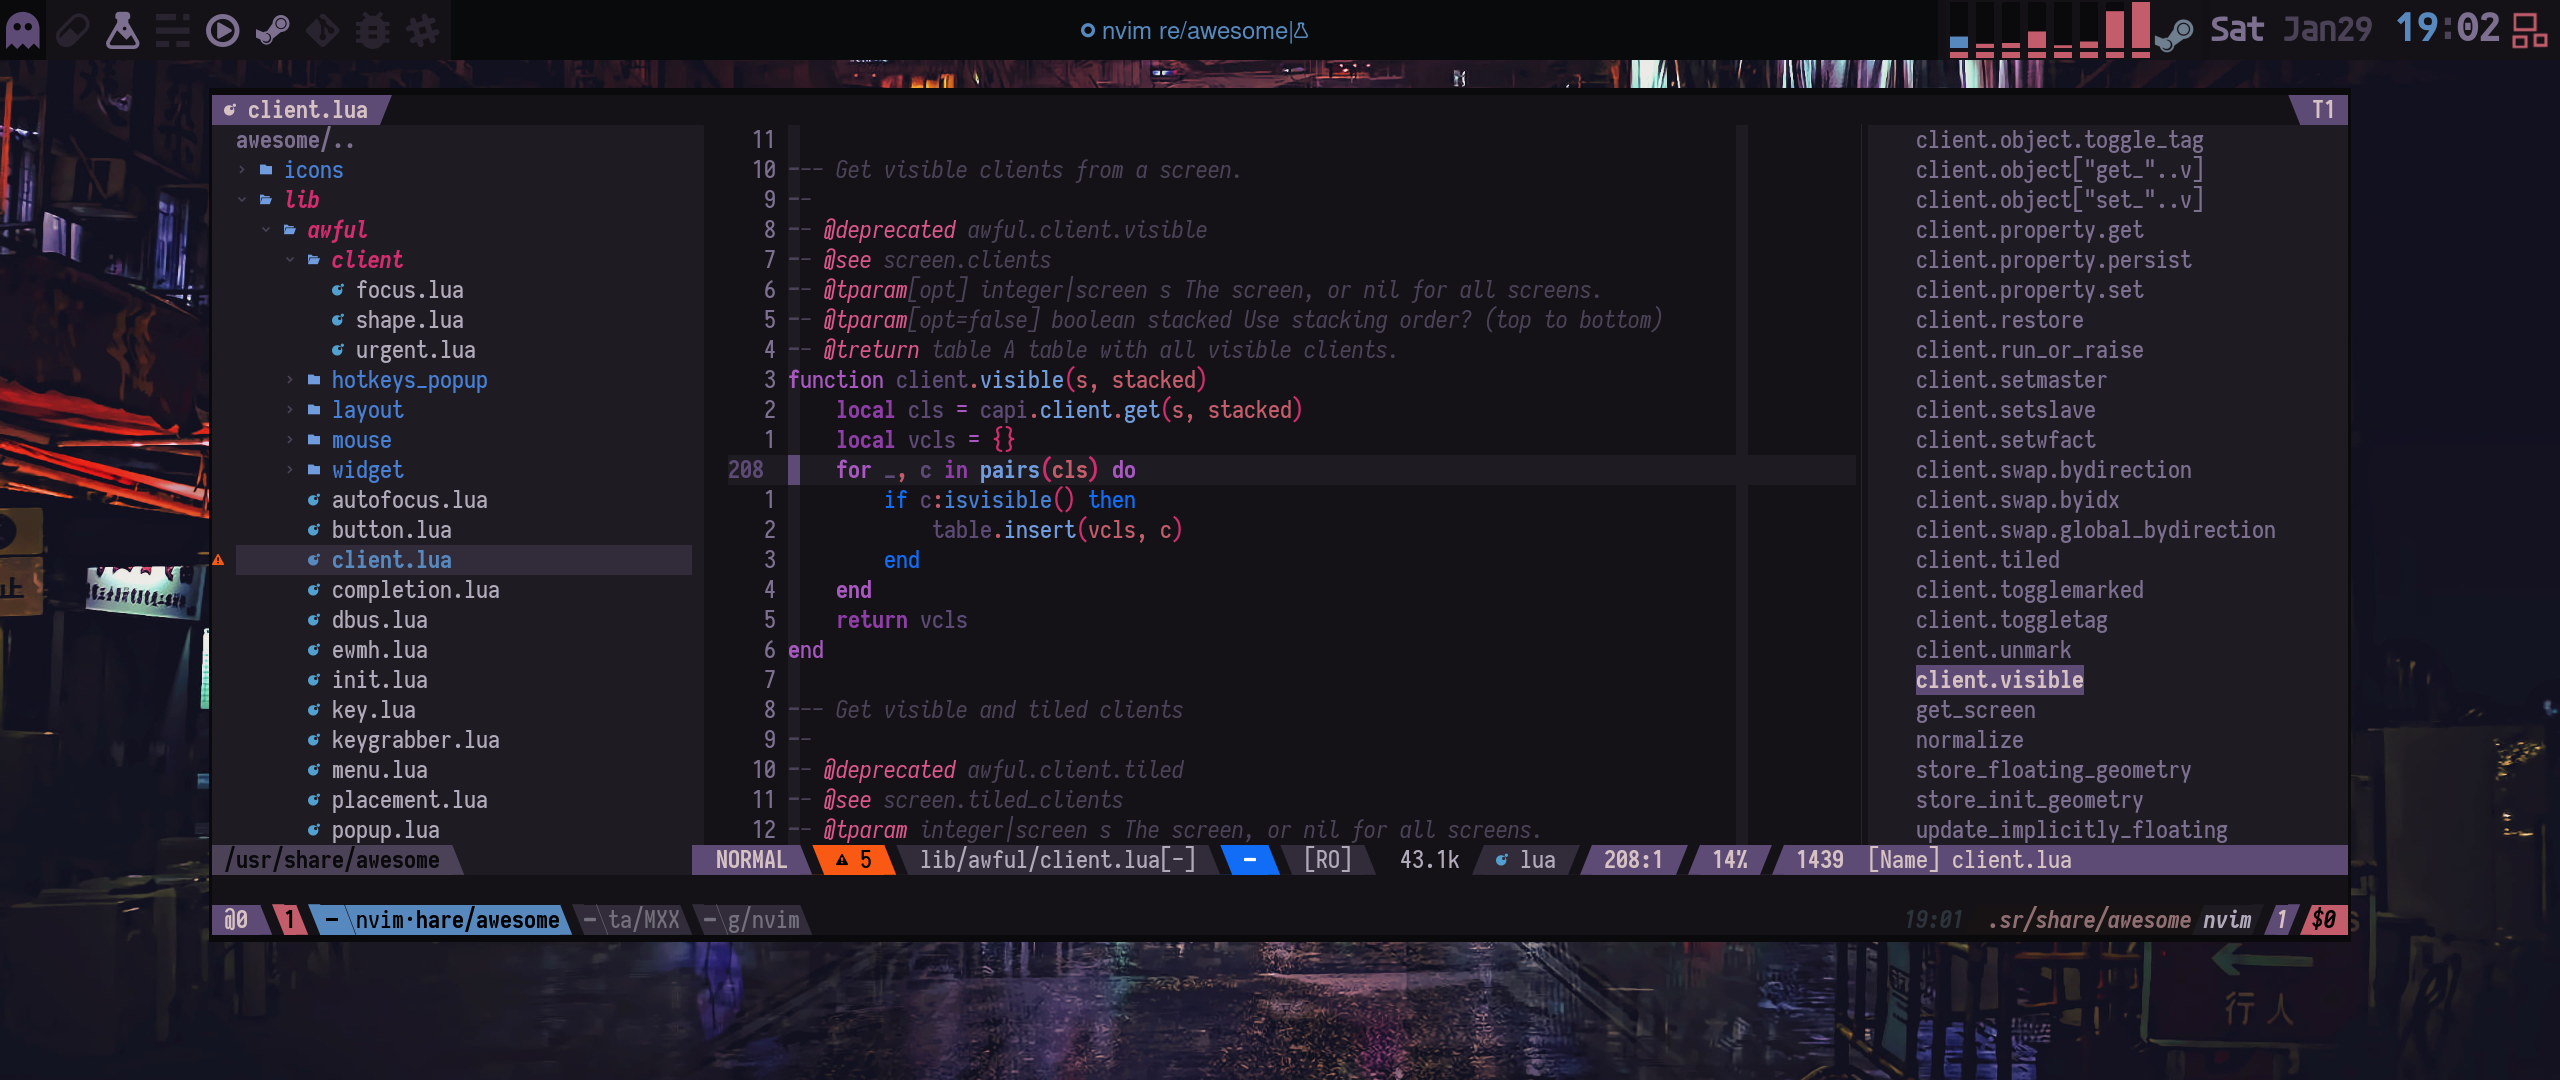 nvim re/awesome|
Sat Jan29 19:02
client.lua
T1
awesome/..
icons
lib
awful
client
focus.lua
shape.lua
urgent.lua
hotkeys_popup
layout
mouse
widget
autofocus.lua
button.lua
client.lua
completion.lua
dbus.lua
ewmh.lua
init.lua
key.lua
keygrabber.lua
menu.lua
placement.lua
popup.lua
/usr/share/awesome
11
10 --- Get visible clients from a screen.
9 --
8 -- @deprecated awful.client.visible
7 -- @see screen.clients
6 -- @tparam[opt] integer|screen s The screen, or nil for all screens.
5 -- @tparam[opt=false] boolean stacked Use stacking order? (top to bottom)
4 -- @treturn table A table with all visible clients.
3 function client.visible(s, stacked)
2     local cls = capi.client.get(s, stacked)
1     local vcls = {}
208     for _, c in pairs(cls) do
1         if c:isvisible() then
2             table.insert(vcls, c)
3         end
4     end
5     return vcls
6 end
7
8 --- Get visible and tiled clients
9 --
10 -- @deprecated awful.client.tiled
11 -- @see screen.tiled_clients
12 -- @tparam integer|screen s The screen, or nil for all screens.
client.object.toggle_tag
client.object["get_"..v]
client.object["set_"..v]
client.property.get
client.property.persist
client.property.set
client.restore
client.run_or_raise
client.setmaster
client.setslave
client.setwfact
client.swap.bydirection
client.swap.byidx
client.swap.global_bydirection
client.tiled
client.togglemarked
client.toggletag
client.unmark
client.visible
get_screen
normalize
store_floating_geometry
store_init_geometry
update_implicitly_floating
NORMAL 5 lib/awful/client.lua[-] - [RO] 43.1k lua 208:1 14% 1439 [Name] client.lua
@0 1 - nvim·hare/awesome - ta/MXX - g/nvim 19:01 .sr/share/awesome nvim 1 $0
行人